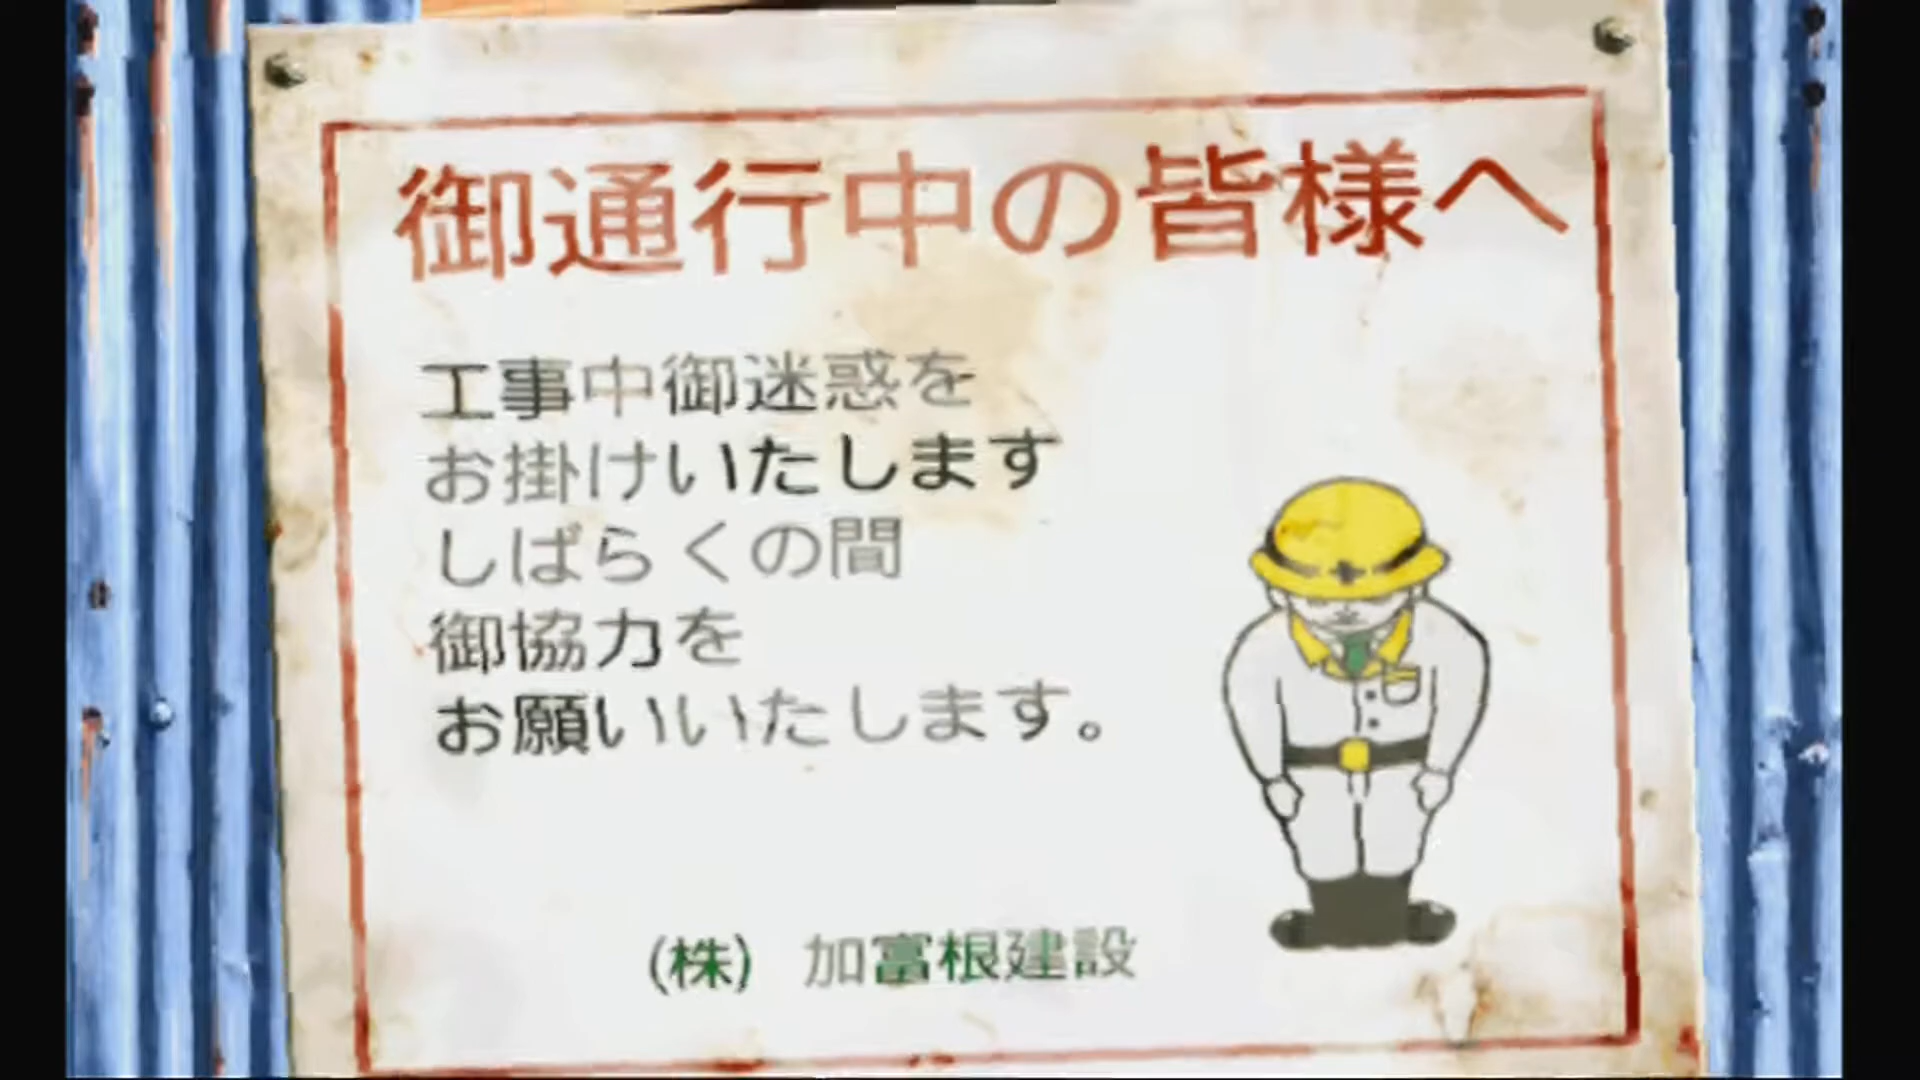 御通行中の皆様へ
工事中御迷惑を
お掛けいたします
しばらくの間
御協力を
お願いいたします。
(株) 加富根建設